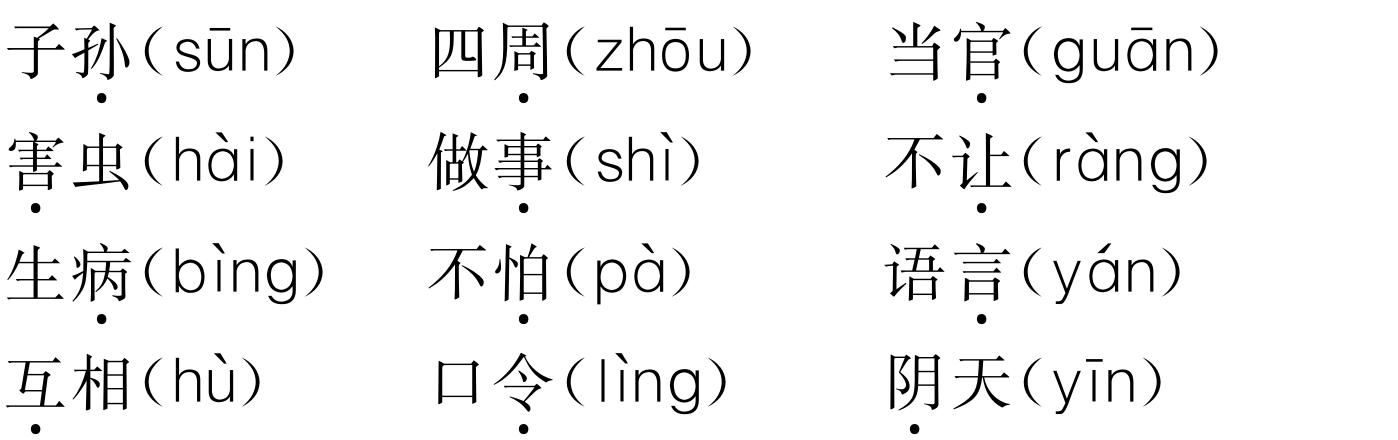 子孙(sūn) 四周(zhōu) 当官(guān)
害虫(hài) 做事(shì) 不让(ràng)
生病(bìng) 不怕(pà) 语言(yán)
互相(hù) 口令(lìng) 阴天(yīn)